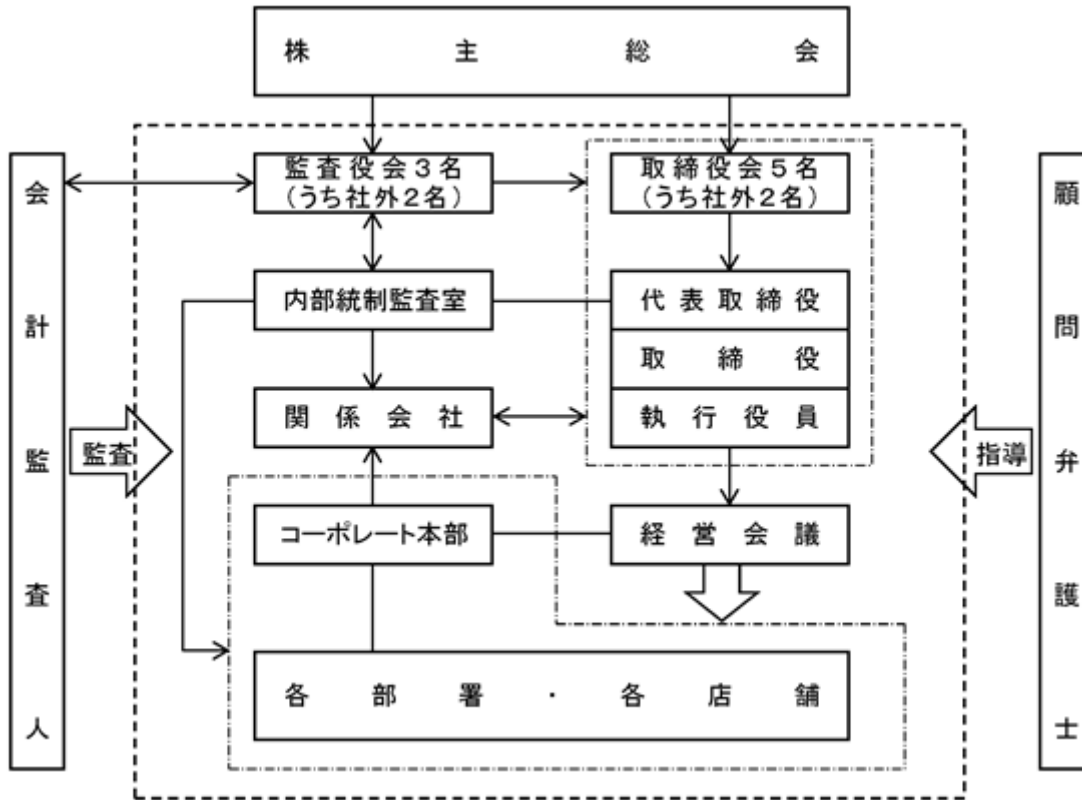 株主総会
監査役会3名
(うち社外2名)
取締役会5名
(うち社外2名)
会計監査人
顧問弁護士
内部統制監査室
代表取締役
取締役
関係会社
執行役員
監査
指導
コーポレート本部
経営会議
各部署・各店舗